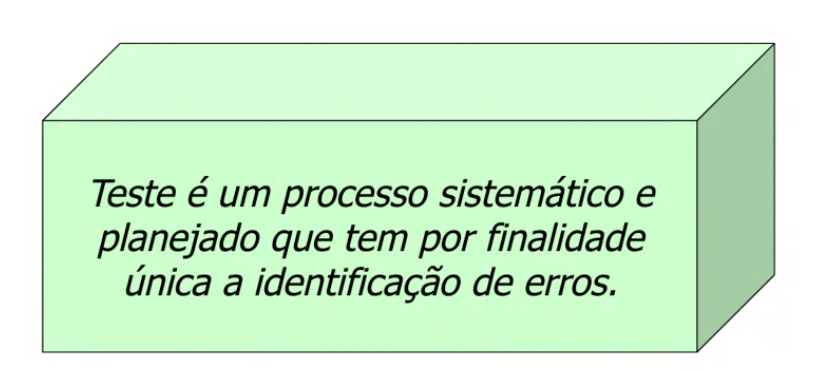 Teste é um processo sistemático e
planejado que tem por finalidade
única a identificação de erros.